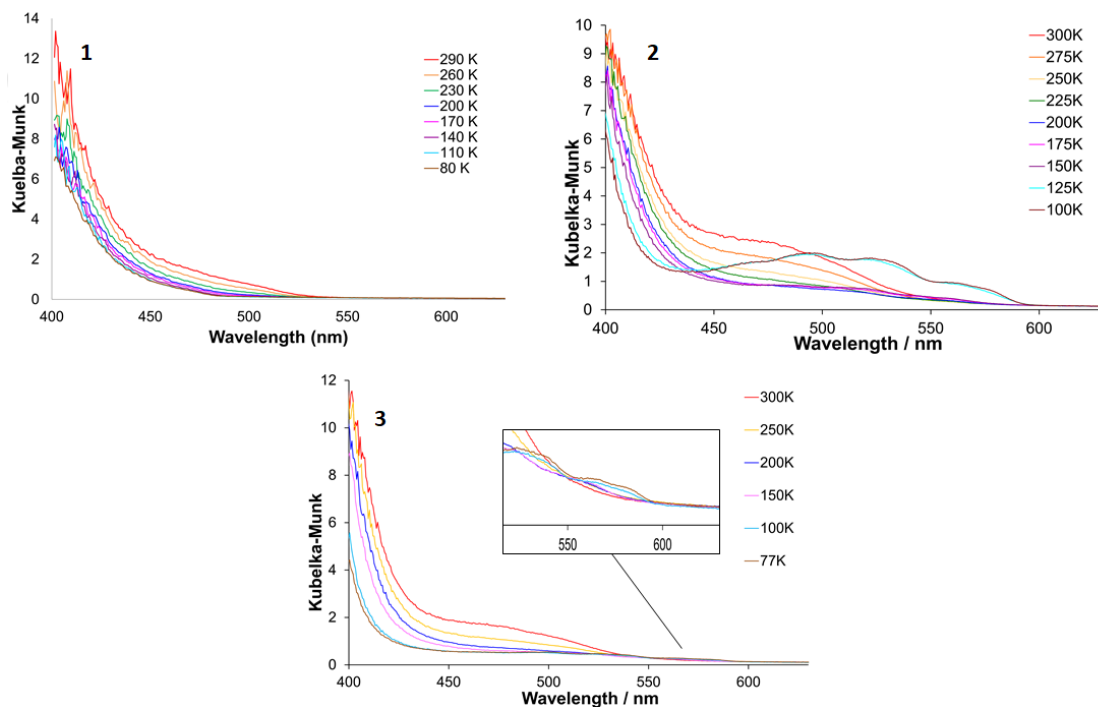 1
14
12
10
8
6
4
2
0
Kuelba-Munk
400
450
500
550
600
Wavelength (nm)
290 K
260 K
230 K
200 K
170 K
140 K
110 K
80 K
2
10
9
8
7
6
5
4
3
2
1
0
Kubelka-Munk
400
450
500
550
600
Wavelength / nm
300K
275K
250K
225K
200K
175K
150K
125K
100K
3
12
10
8
6
4
2
0
Kubelka-Munk
400
450
500
550
600
Wavelength / nm
550
600
300K
250K
200K
150K
100K
77K